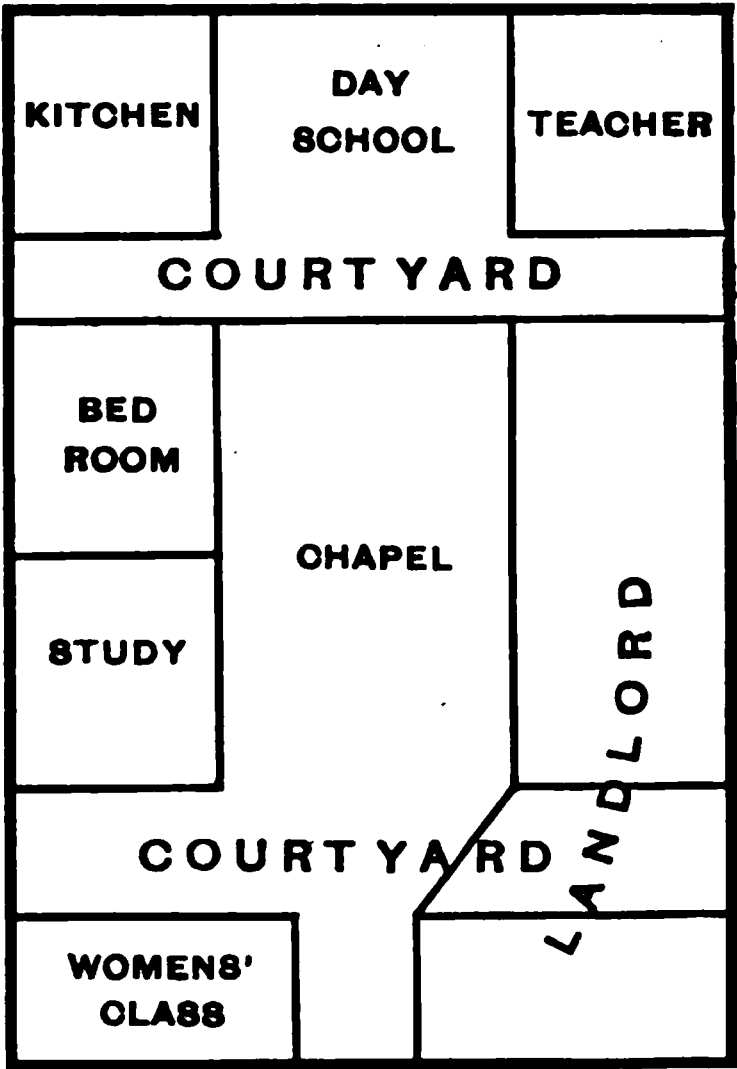 KITCHEN
DAY
SCHOOL
TEACHER
COURT YARD
BED
ROOM
CHAPEL
STUDY
LANDLORD
COURT YARD
WOMENS'
CLASS